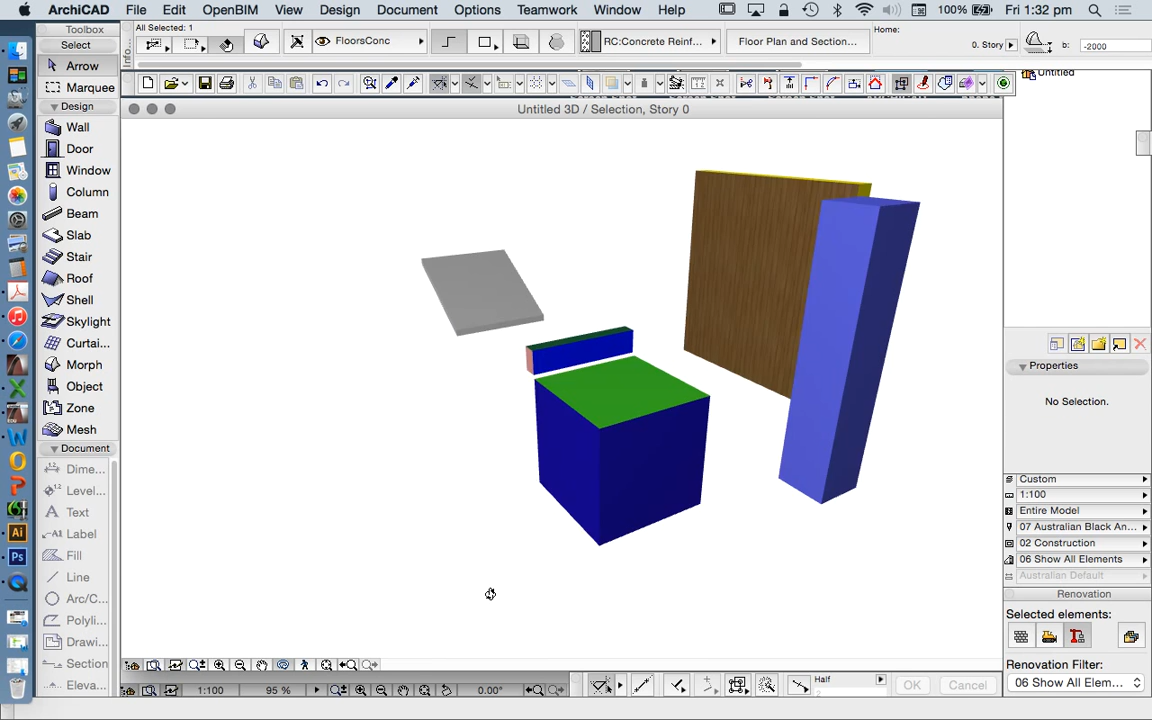 ArchiCAD File Edit OpenBIM View Design Document Options Teamwork Window Help 100% Fri 1:32 pm
Toolbox
All Selected: 1
Home:
Select
FloorsConc
RC:Concrete Reinf...
Floor Plan and Section...
0. Story
b: -2000
Arrow
Untitled
Marquee
Design
Untitled 3D / Selection, Story 0
Wall
Door
Window
Column
Beam
Slab
Stair
Roof
Shell
Skylight
Curtai...
Morph
Properties
Object
No Selection.
Zone
Mesh
Document
Dime...
Custom
Level...
1:100
Text
Entire Model
Label
07 Australian Black An...
Fill
02 Construction
Line
06 Show All Elements
Australian Default
Arc/C...
Renovation
Polyli...
Selected elements:
Drawi...
Section
Renovation Filter:
Eleva...
06 Show All Elem...
1:100
95 %
0.00°
Half
2
OK
Cancel